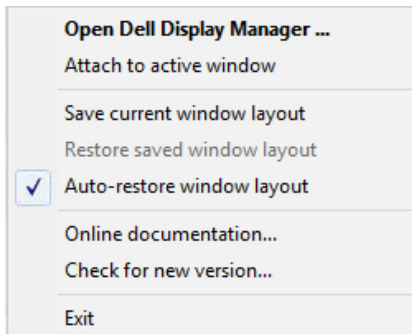 Open Dell Display Manager ...
Attach to active window
Save current window layout
Restore saved window layout
Auto-restore window layout
Online documentation...
Check for new version...
Exit